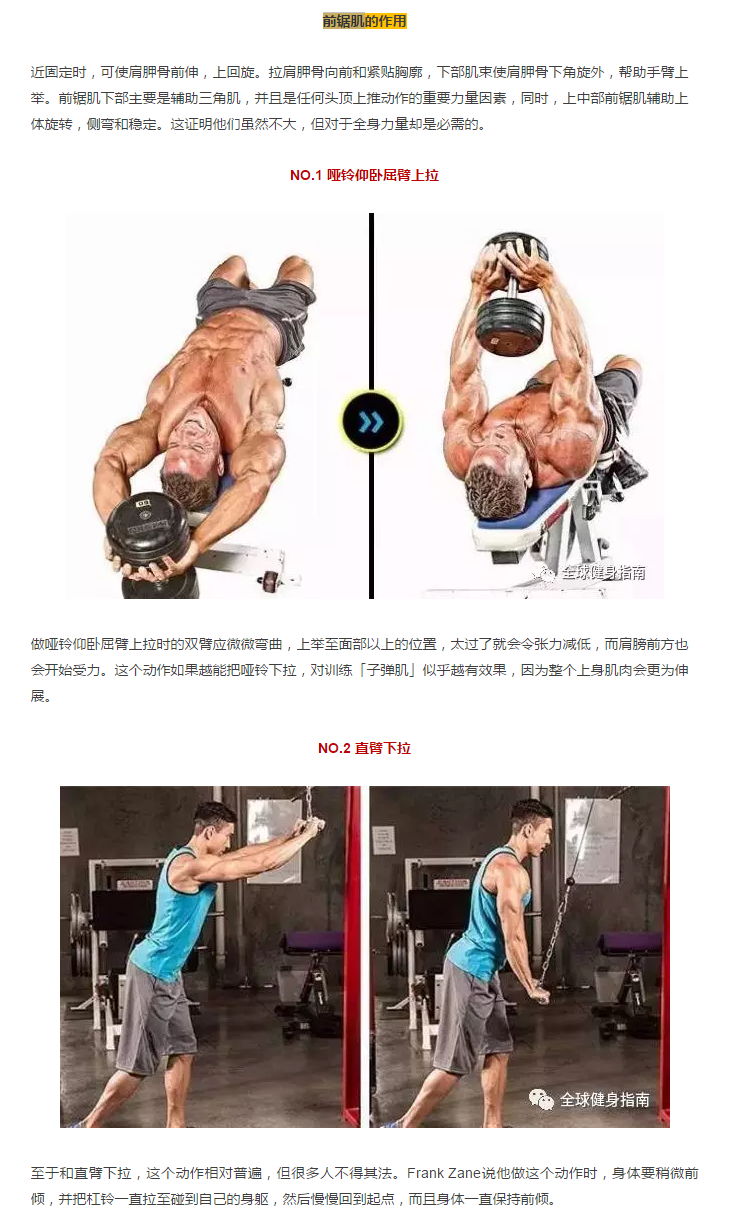 前锯肌的作用
近固定时，可使肩胛骨前伸，上回旋。拉肩胛骨向前和紧贴胸廓，下部肌束使肩胛骨下角旋外，帮助手臂上
举。前锯肌下部主要是辅助三角肌，并且是任何头顶上推动作的重要力量因素，同时，上中部前锯肌辅助上
体旋转，侧弯和稳定。这证明他们虽然不大，但对于全身力量却是必需的。
NO.1 哑铃仰卧屈臂上拉
全球健身指南
做哑铃仰卧屈臂上拉时的双臂应微微弯曲，上举至面部以上的位置，太过了就会令张力减低，而肩膀前方也
会开始受力。这个动作如果越能把哑铃下拉，对训练「子弹肌」似乎越有效果，因为整个上身肌肉会更为伸
展。
NO.2 直臂下拉
全球健身指南
至于和直臂下拉，这个动作相对普遍，但很多人不得其法。Frank Zane说他做这个动作时，身体要稍微前
倾，并把杠铃一直拉至碰到自己的身躯，然后慢慢回到起点，而且身体一直保持前倾。